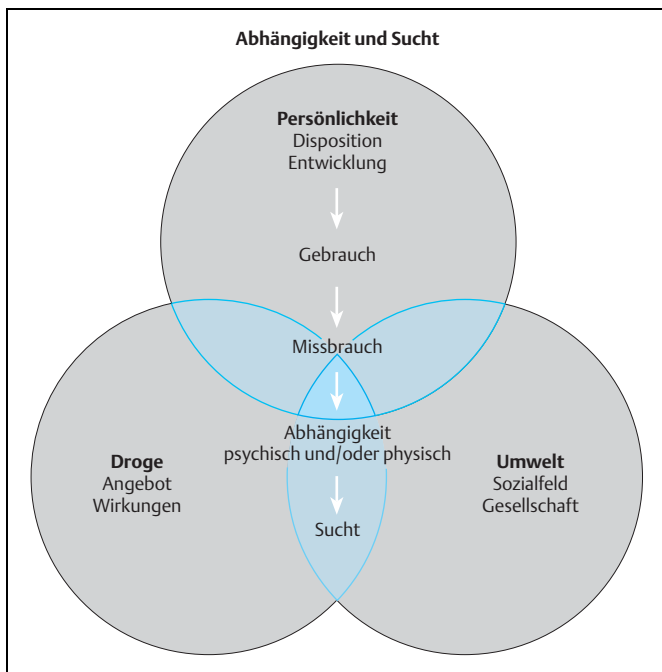 Abhängigkeit und Sucht
Persönlichkeit
Disposition
Entwicklung
Gebrauch
Missbrauch
Abhängigkeit
psychisch und/oder physisch
Sucht
Droge
Angebot
Wirkungen
Umwelt
Sozialfeld
Gesellschaft